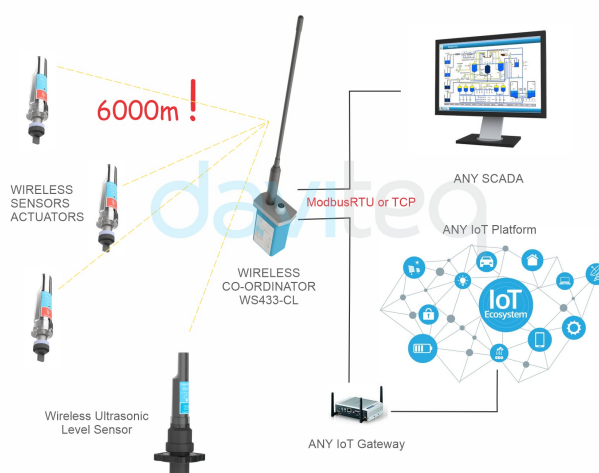 6000m !
WIRELESS
SENSORS
ACTUATORS
daviteq
ModbusRTU or TCP
WIRELESS
CO-ORDINATOR
WS433-CL
ANY SCADA
ANY IoT Platform
IoT
Ecosystem
Wireless Ultrasonic
Level Sensor
ANY IoT Gateway